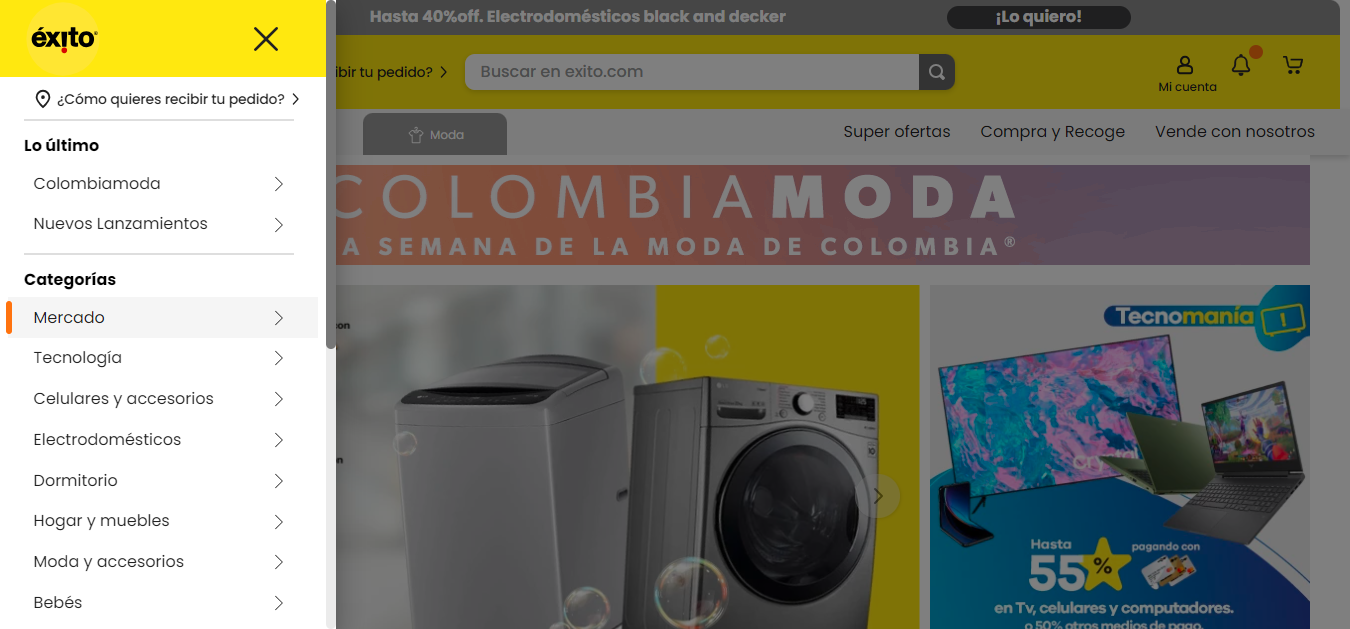 éxito
¿Cómo quieres recibir tu pedido?
Lo último
Colombiamoda
Nuevos Lanzamientos
Categorías
Mercado
Tecnología
Celulares y accesorios
Electrodomésticos
Dormitorio
Hogar y muebles
Moda y accesorios
Bebés
Hasta 40%off. Electrodomésticos black and decker
¡Lo quiero!
ibir tu pedido?
Buscar en exito.com
Mi cuenta
Moda
Super ofertas
Compra y Recoge
Vende con nosotros
COLOMBIAMODA
A SEMANA DE LA MODA DE COLOMBIA®
on
n
LG
Tecnomanía
Hasta
55%
pagando con
en Tv, celulares y computadores.
o 50% otros medios de pago.